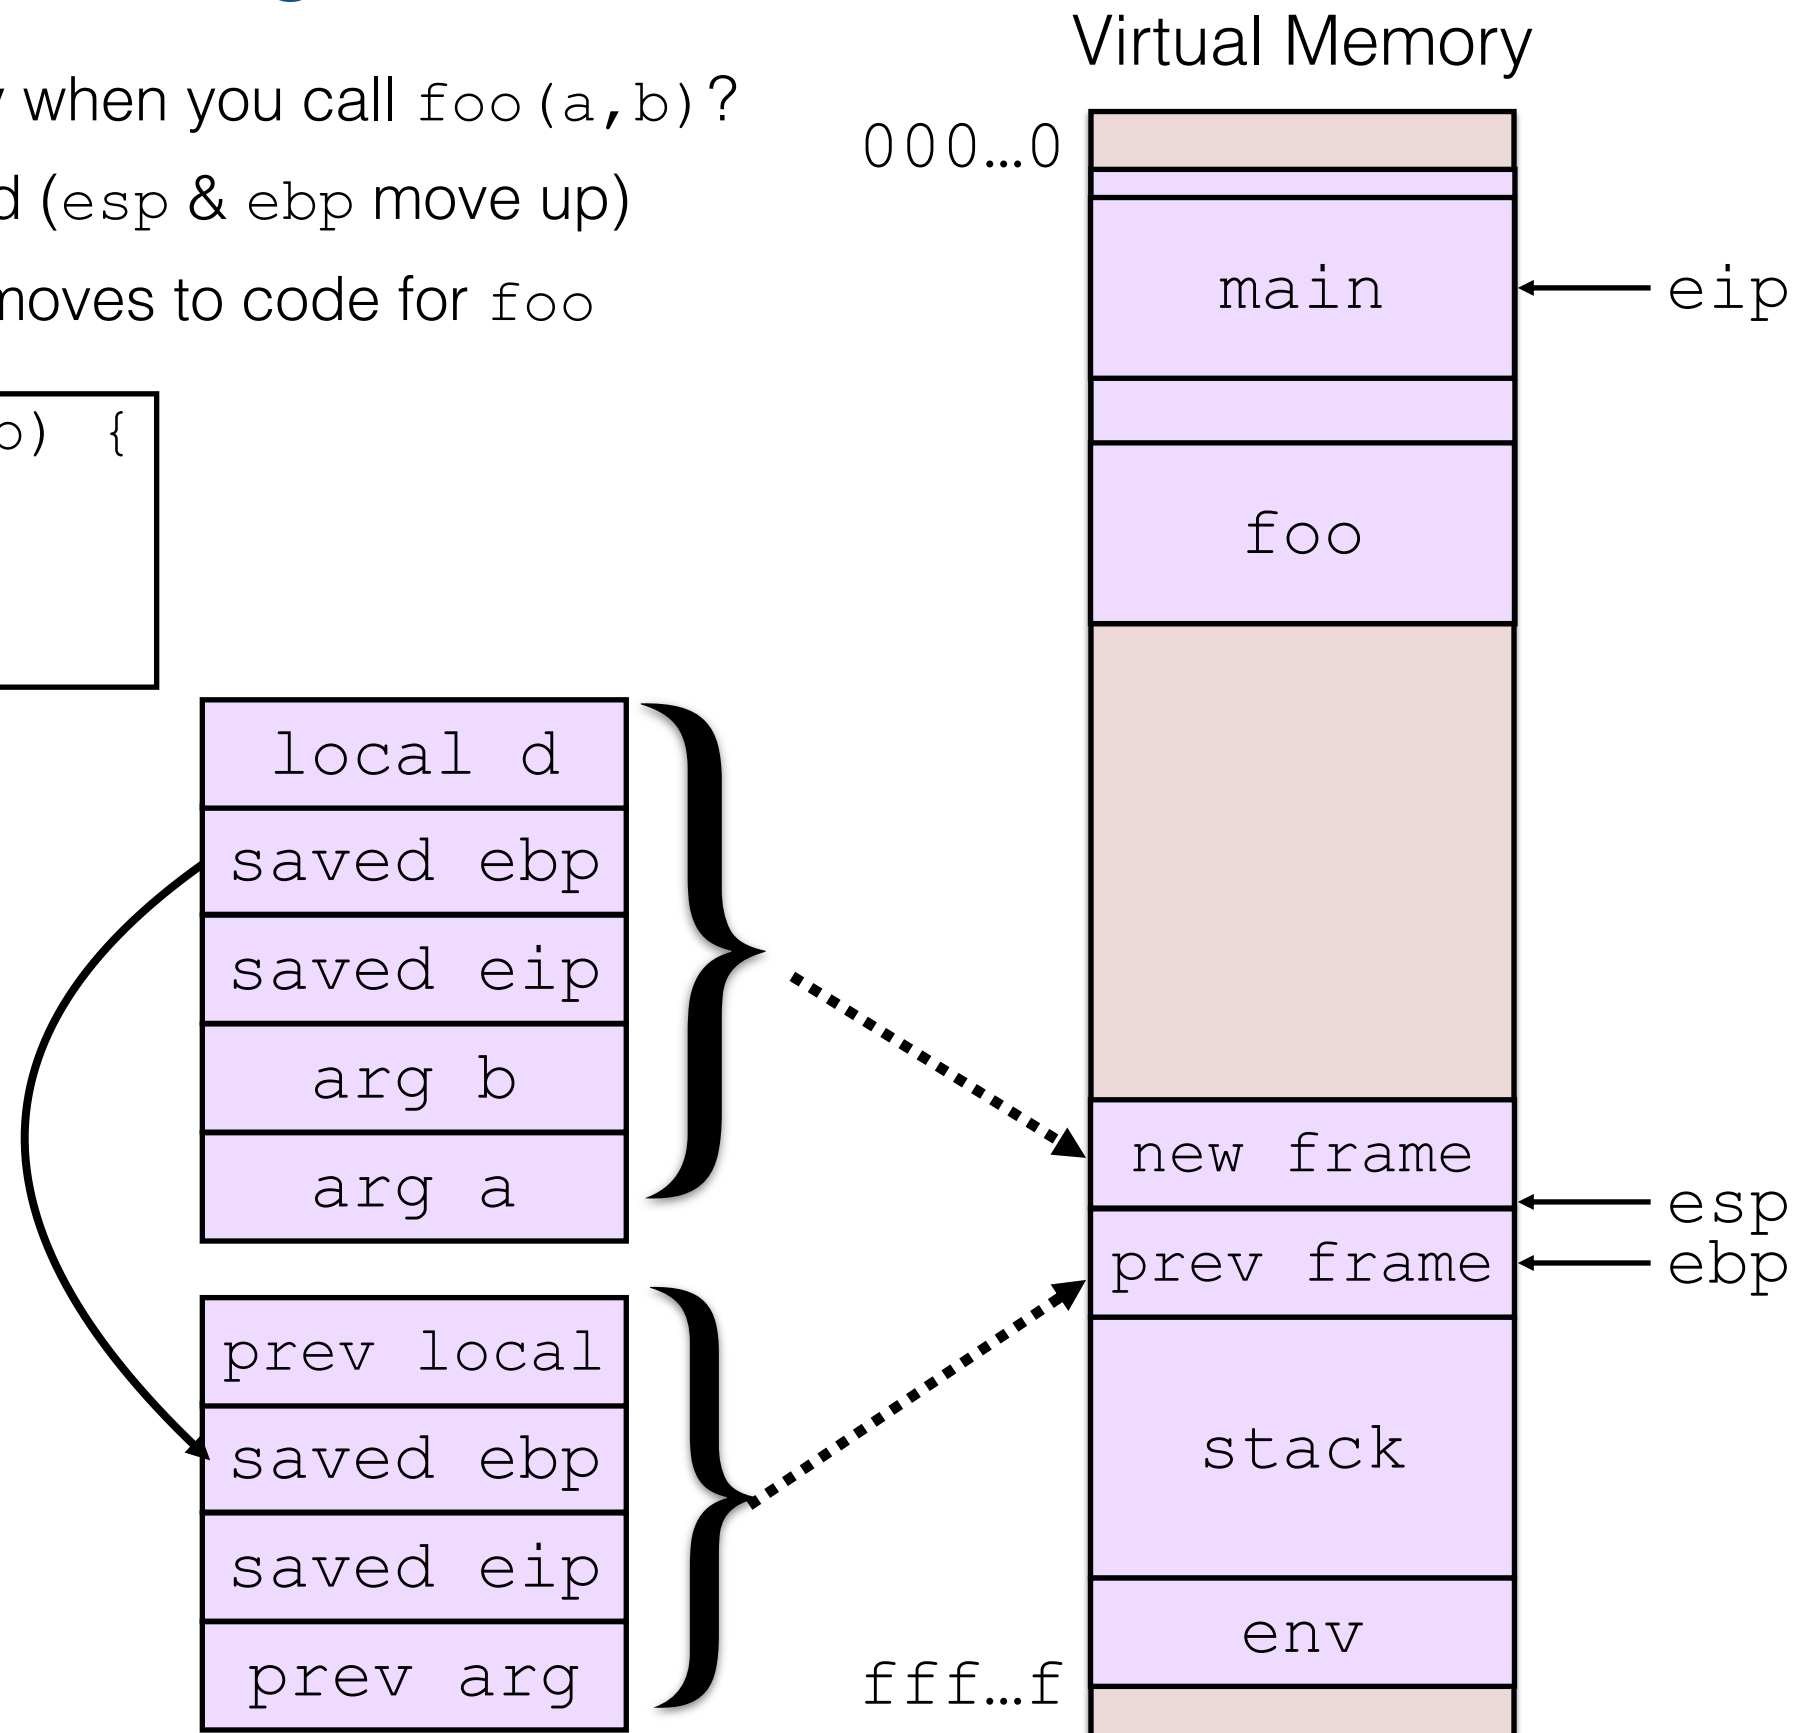 when you call foo(a,b)?
(esp & ebp move up)
moves to code for foo
) {
local d
saved ebp
saved eip
arg b
arg a
prev local
saved ebp
saved eip
prev arg
Virtual Memory
000…0
main
eip
foo
new frame
esp
prev frame
ebp
stack
env
fff…f